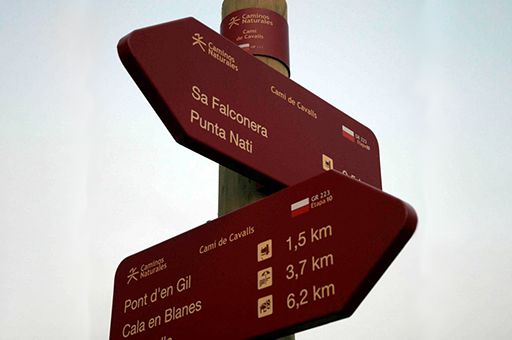 Caminos
Naturales
Camí
de Cavalls
Caminos
Naturales
Camí de Cavalls
Sa Falconera
Punta Nati
GR 223
GR 223
Etapa 10
Camí de Cavalls
Caminos
Naturales
Pont d'en Gil 1,5 km
Cala en Blanes 3,7 km
6,2 km